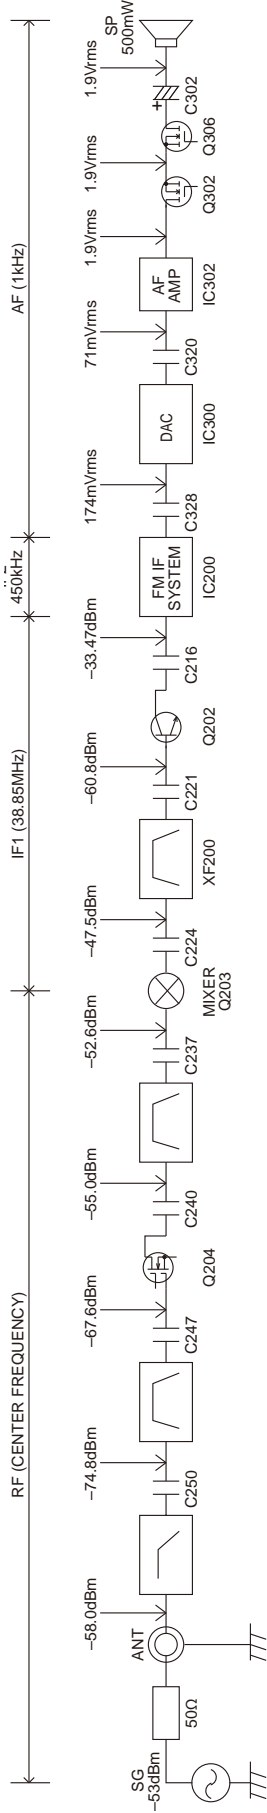 RF (CENTER FREQUENCY)
IF1 (38.85MHz)
450kHz
AF (1kHz)
–58.0dBm
–74.8dBm
–67.6dBm
–55.0dBm
–52.6dBm
–47.5dBm
–60.8dBm
–33.47dBm
174mVrms
71mVrms
1.9Vrms
1.9Vrms
1.9Vrms
SG
–53dBm
50Ω
ANT
C250
C247
Q204
C240
C237
MIXER
Q203
C224
XF200
C221
Q202
C216
FM IF
SYSTEM
IC200
C328
DAC
IC300
C320
AF
AMP
IC302
Q302
Q306
+
C302
SP
500mW